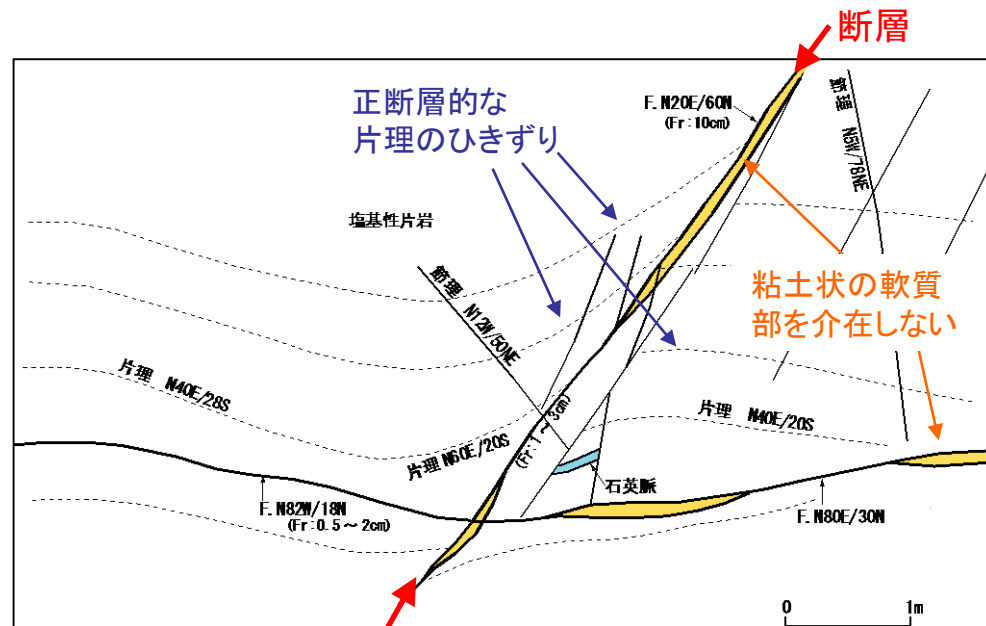 断層
正断層的な
片理のひきずり
F. N20E/60N
(Fr:10cm)
節理 N5W/78NE
塩基性片岩
節理 N12W/50NE
粘土状の軟質
部を介在しない
片理 N40E/28S
片理 N60E/20S
(Fr:1～3cm)
片理 N40E/20S
石英脈
F. N82W/18N
(Fr:0.5～2cm)
F. N80E/30N
0 1m